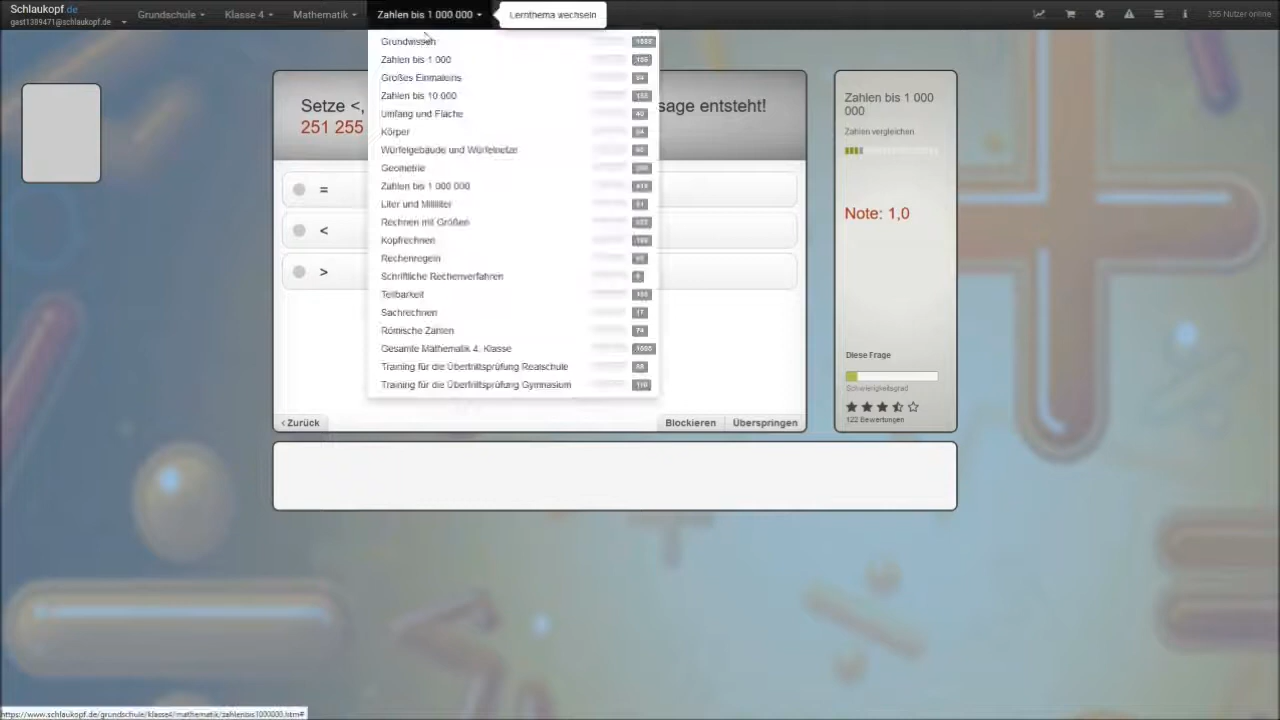 Schlaukopf.de
gast1389471@schlaukopf.de
Grundschule
Klasse 4
Mathematik
Zahlen bis 1 000 000
Lernthema wechseln
355 Nutzer online
Grundwissen
Zahlen bis 1 000
Großes Einmaleins
Zahlen bis 10 000
Umfang und Fläche
Körper
Würfelgebäude und Würfelnetze
Geometrie
Zahlen bis 1 000 000
Liter und Milliliter
Rechnen mit Größen
Kopfrechnen
Rechenregeln
Schriftliche Rechenverfahren
Teilbarkeit
Sachrechnen
Römische Zahlen
Gesamte Mathematik 4. Klasse
Training für die Übertrittsprüfung Realschule
Training für die Übertrittsprüfung Gymnasium
Setze <, sage entsteht!
251 255
=
<
>
‹ Zurück
Blockieren
Überspringen
Zahlen bis 1 000
000
Zahlen vergleichen
Note: 1,0
Diese Frage
Schwierigkeitsgrad
122 Bewertungen
https://www.schlaukopf.de/grundschule/klasse4/mathematik/zahlenbis1000000.htm#